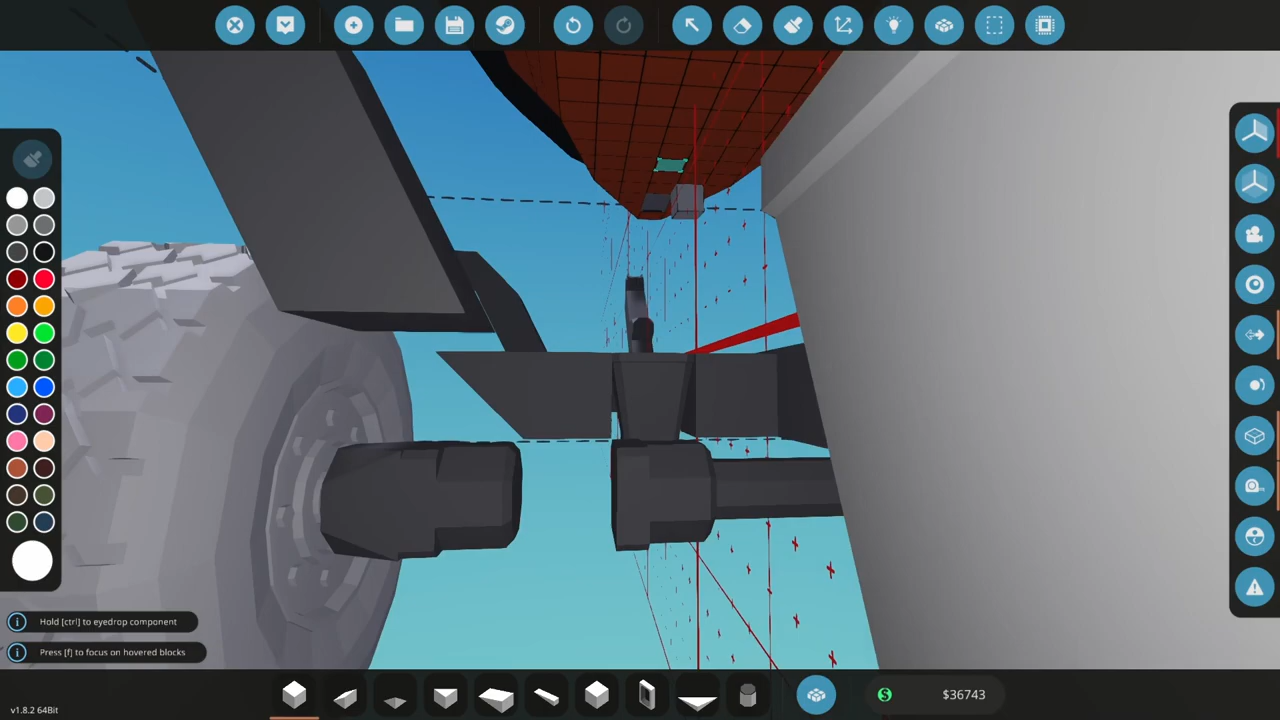 Hold [ctrl] to eyedrop component
Press [f] to focus on hovered blocks
v1.8.2 64Bit
$ $36743